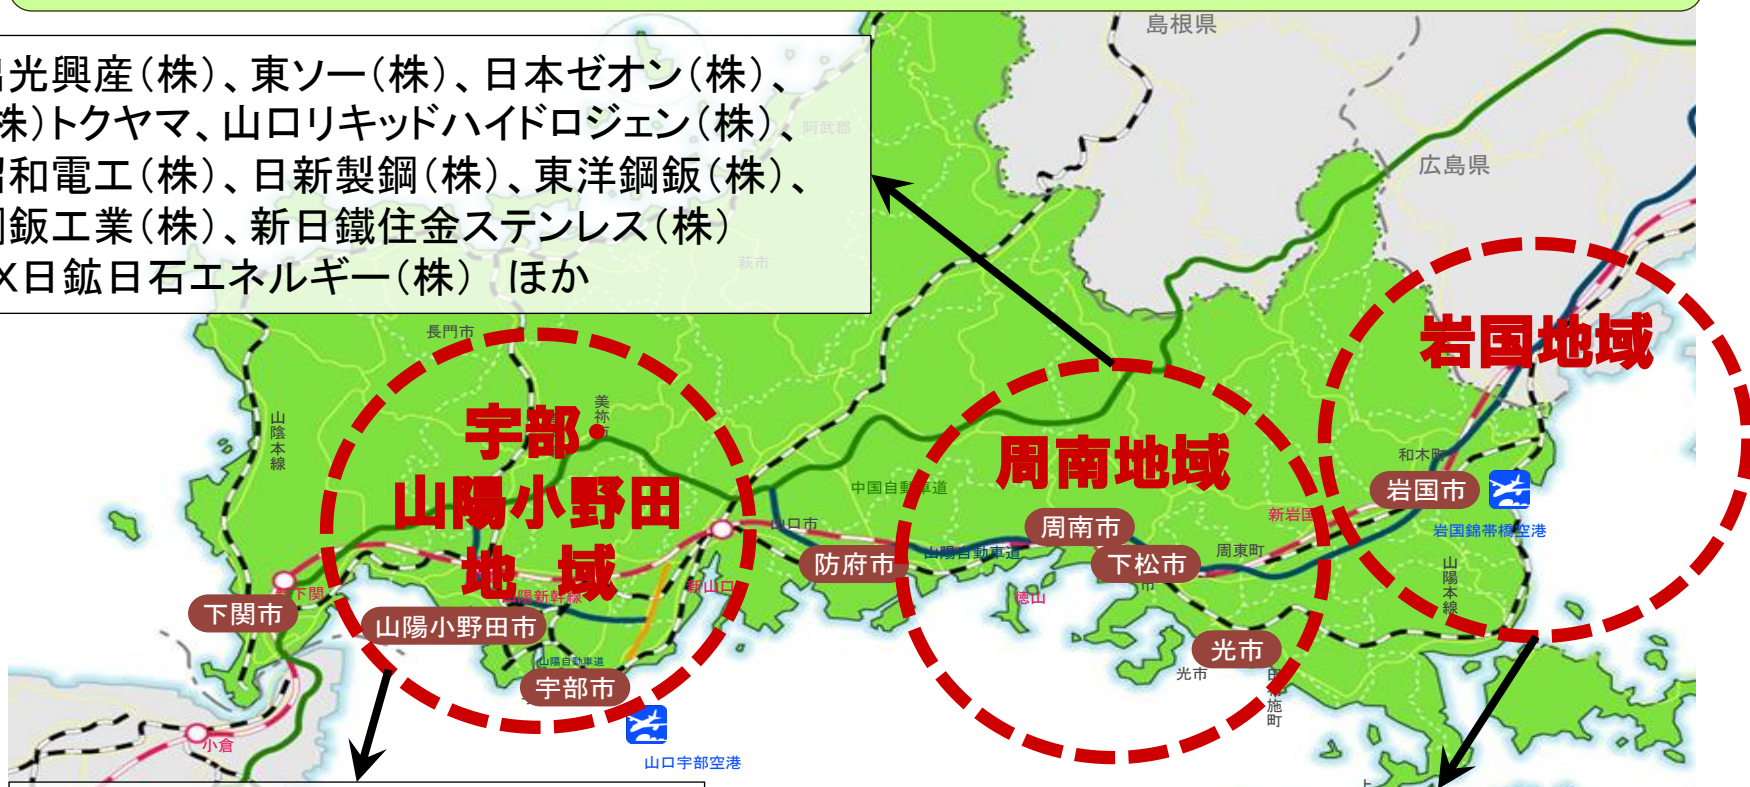 島根県
光興産(株)、東ソー(株)、日本ゼオン(株)、
株)トクヤマ、山口リキッドハイドロジェン(株)、
和電工(株)、日新製鋼(株)、東洋鋼鈑(株)、
鈑工業(株)、新日鐵住金ステンレス(株)
X日鉱日石エネルギー(株) ほか
阿武郡
萩市
広島県
長門市
岩国地域
山陰本線
美祢市
宇部・
山陽小野田
地 域
周南地域
中国自動車道
和木町
岩国市
岩国錦帯橋空港
新岩国
山口市
防府市
山陽自動車道
周南市
下松市
周東町
山陽本線
新下関
下関市
山陽新幹線
新山口
徳山
山陽小野田市
山陽自動車道
宇部市
光市
光市
施町
小倉
山口宇部空港